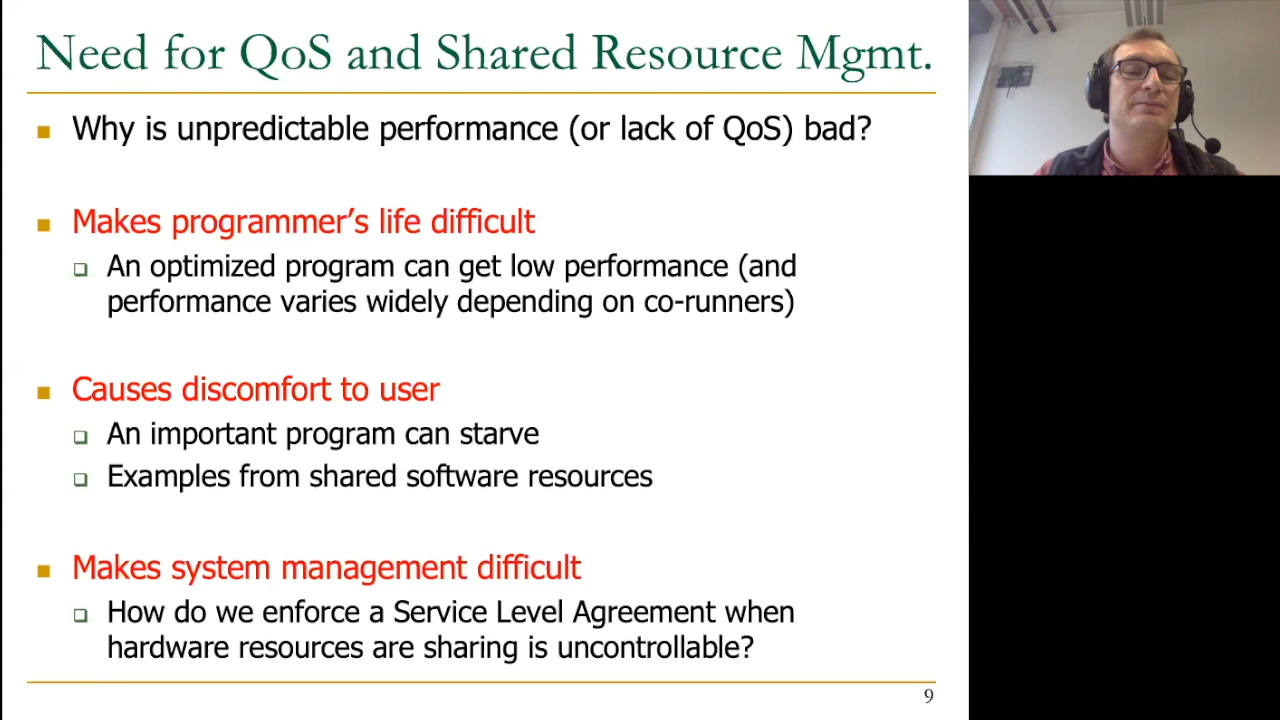 Need for QoS and Shared Resource Mgmt.
Why is unpredictable performance (or lack of QoS) bad?
Makes programmer’s life difficult
An optimized program can get low performance (and
performance varies widely depending on co-runners)
Causes discomfort to user
An important program can starve
Examples from shared software resources
Makes system management difficult
How do we enforce a Service Level Agreement when
hardware resources are sharing is uncontrollable?
9